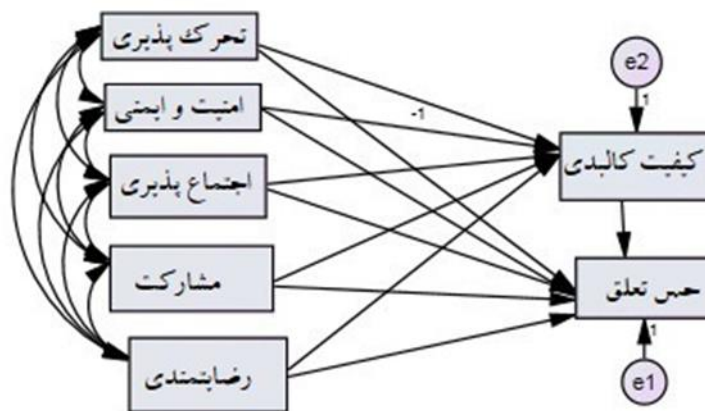 تحرک پذیری
e2
امنیت و ایمنی
-1
1
کیفیت کالبدی
اجتماع پذیری
مشارکت
حس تعلق
رضایتمندی
1
e1